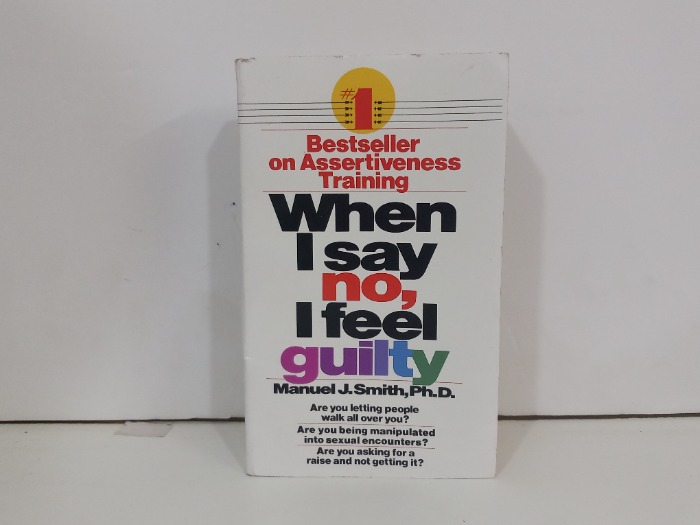 #1
Bestseller
on Assertiveness
Training
When
I say
no,
I feel
guilty
Manuel J. Smith, Ph.D.
Are you letting people
walk all over you?
Are you being manipulated
into sexual encounters?
Are you asking for a
raise and not getting it?